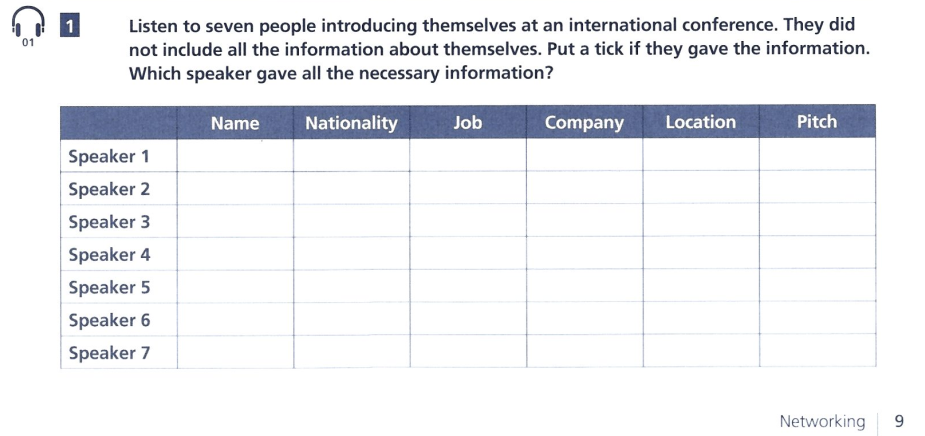 01
1
Listen to seven people introducing themselves at an international conference. They did
not include all the information about themselves. Put a tick if they gave the information.
Which speaker gave all the necessary information?
Name Nationality Job Company Location Pitch
Speaker 1
Speaker 2
Speaker 3
Speaker 4
Speaker 5
Speaker 6
Speaker 7
Networking 9